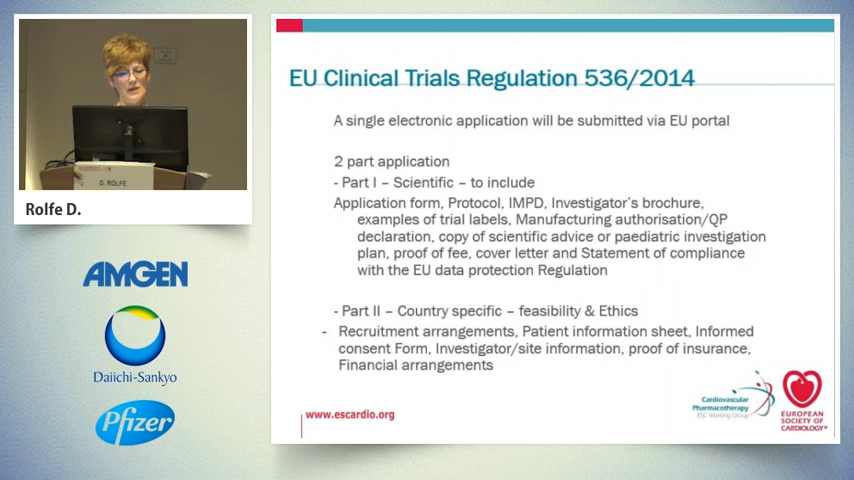 D. ROLFE
Rolfe D.
AMGEN
Daiichi-Sankyo
Pfizer
EU Clinical Trials Regulation 536/2014
A single electronic application will be submitted via EU portal
2 part application
- Part I – Scientific – to include
Application form, Protocol, IMPD, Investigator's brochure,
examples of trial labels, Manufacturing authorisation/QP
declaration, copy of scientific advice or paediatric investigation
plan, proof of fee, cover letter and Statement of compliance
with the EU data protection Regulation
- Part II – Country specific – feasibility & Ethics
- Recruitment arrangements, Patient information sheet, Informed
consent Form, Investigator/site information, proof of insurance,
Financial arrangements
www.escardio.org
Cardiovascular
Pharmacotherapy
ESC Working Group
EUROPEAN
SOCIETY OF
CARDIOLOGY®